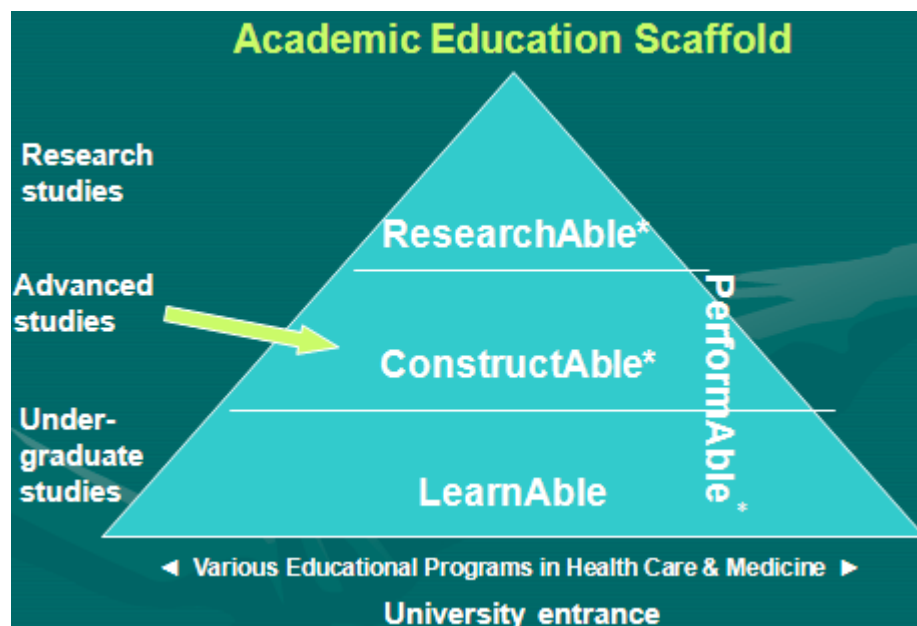 Academic Education Scaffold
Research
studies
ResearchAble*
Advanced
studies
ConstructAble*
PerformAble*
Under-
graduate
studies
LearnAble
◄ Various Educational Programs in Health Care & Medicine ►
University entrance